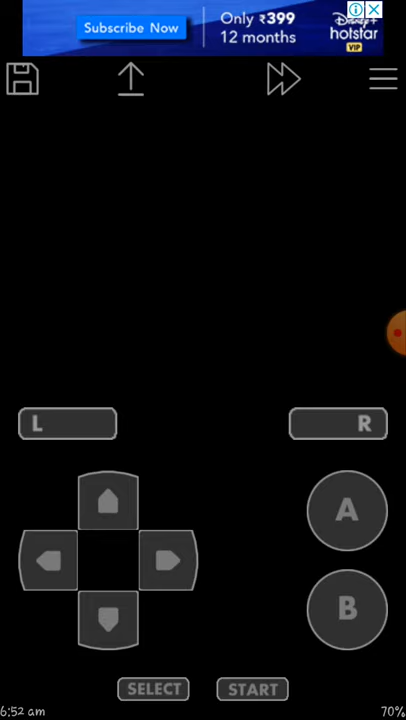 Subscribe Now
Only ₹399
12 months
Disney+
hotstar
VIP
L
R
A
B
SELECT
START
6:52 am
70%